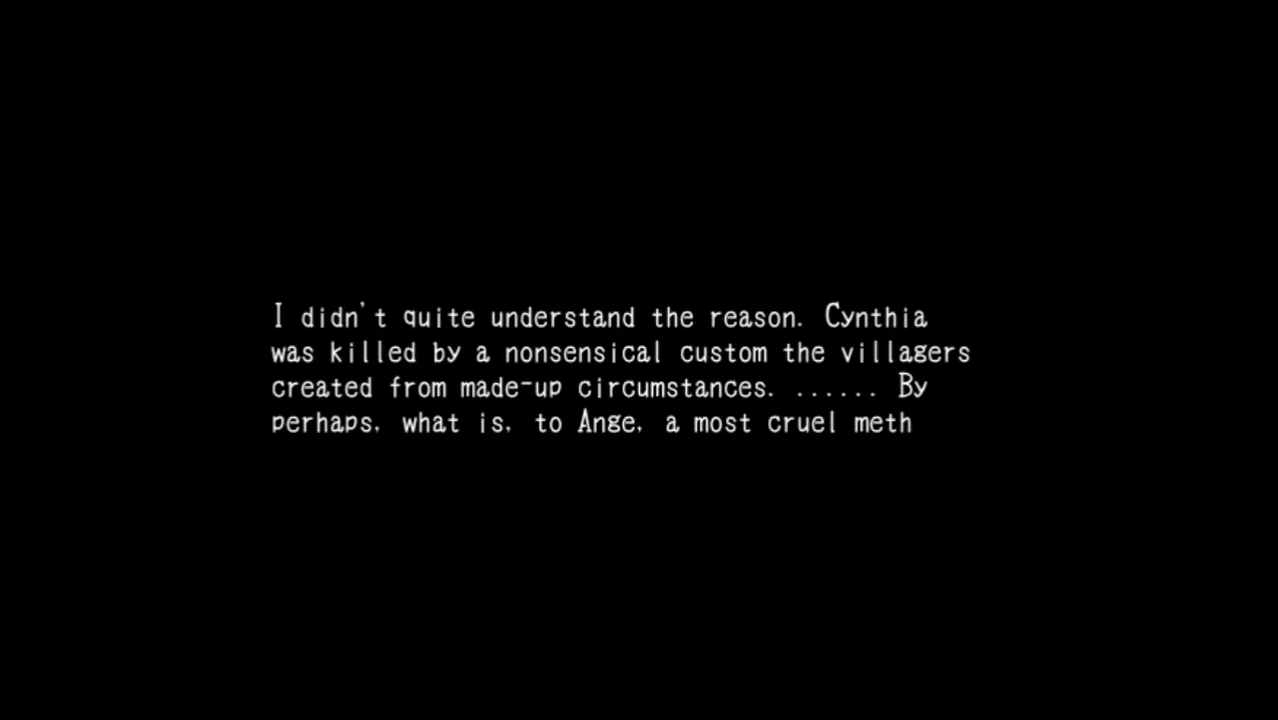 I didn't quite understand the reason. Cynthia
was killed by a nonsensical custom the villagers
created from made-up circumstances. ...... By
perhaps, what is, to Ange, a most cruel meth